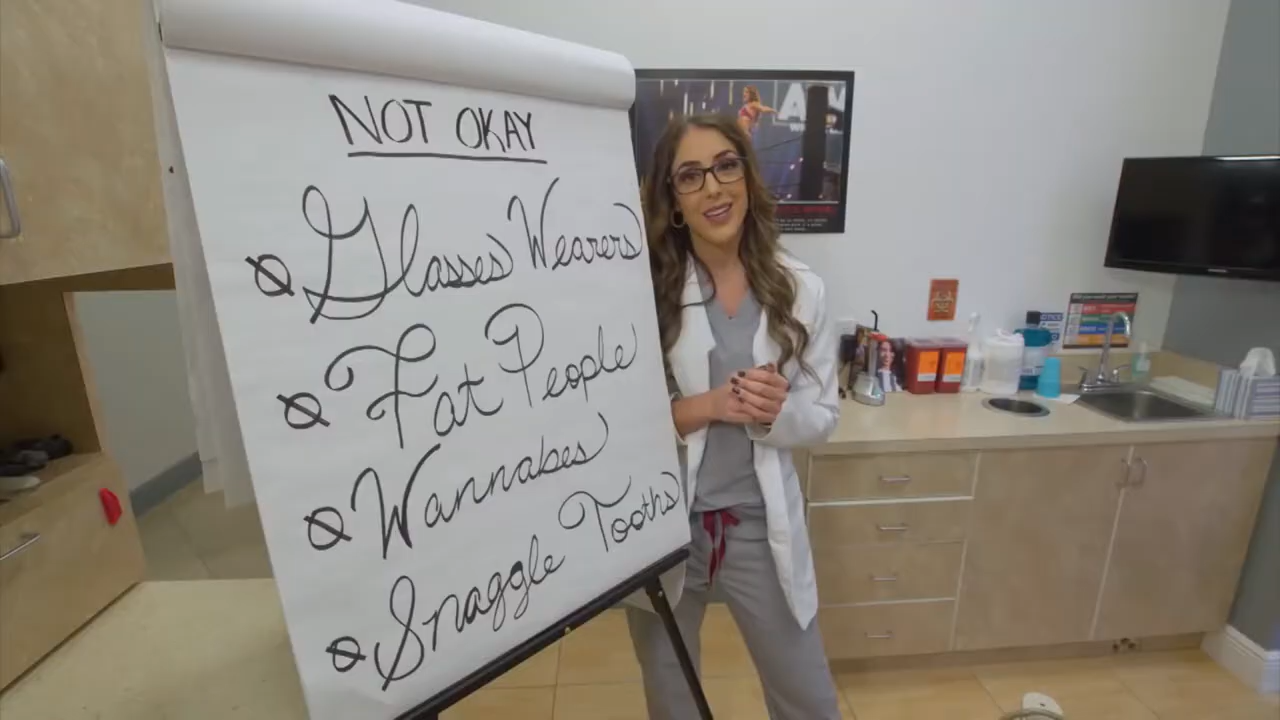 NOT OKAY
Glasses Wearers
Fat People
Wannabes
Snaggle Tooths